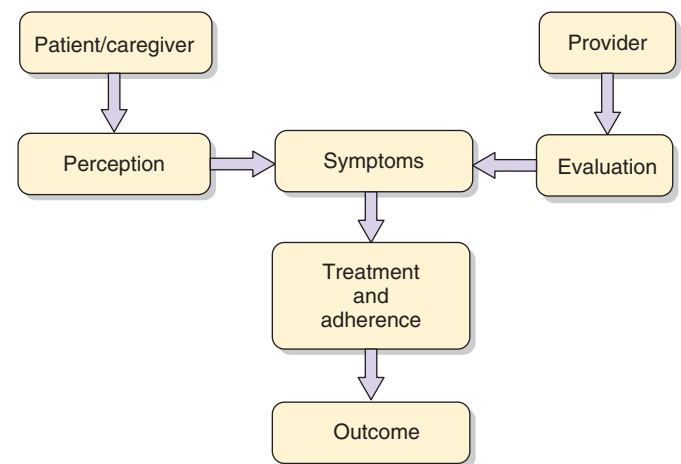 Patient/caregiver
Provider
Perception
Symptoms
Evaluation
Treatment
and
adherence
Outcome